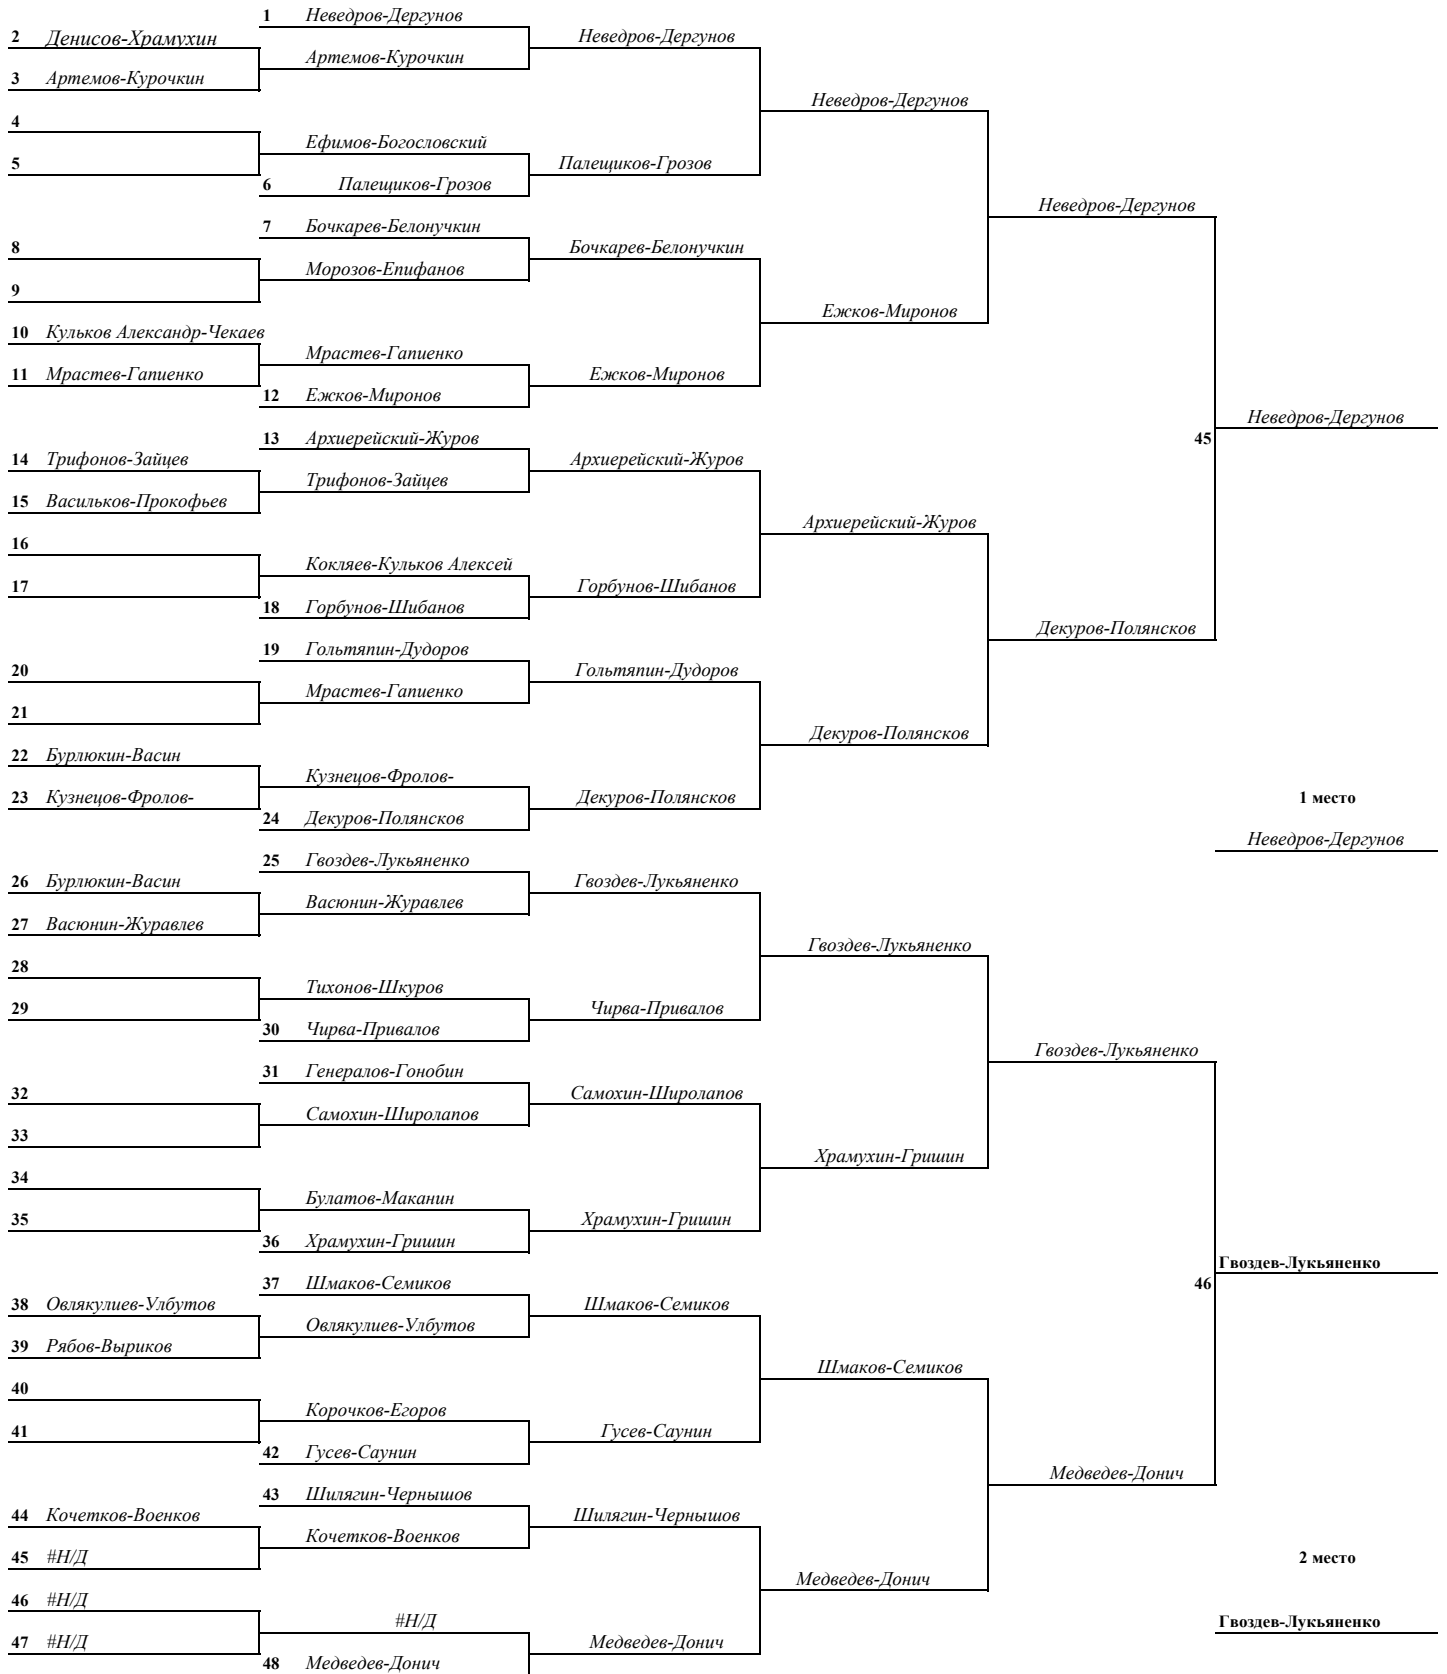 1 Неведров-Дергунов
2 Денисов-Храмухин
Неведров-Дергунов
Артемов-Курочкин
3 Артемов-Курочкин
Неведров-Дергунов
4
Ефимов-Богословский
5
Палещиков-Грозов
6 Палещиков-Грозов
Неведров-Дергунов
7 Бочкарев-Белонучкин
8
Бочкарев-Белонучкин
Морозов-Епифанов
9
Ежков-Миронов
10 Кульков Александр-Чекаев
Мрастев-Гапиенко
11 Мрастев-Гапиенко
Ежков-Миронов
12 Ежков-Миронов
Неведров-Дергунов
13 Архиерейский-Журов
45
14 Трифонов-Зайцев
Архиерейский-Журов
Трифонов-Зайцев
15 Васильков-Прокофьев
Архиерейский-Журов
16
Кокляев-Кульков Алексей
17
Горбунов-Шибанов
18 Горбунов-Шибанов
Декуров-Полянсков
19 Гольтяпин-Дудоров
20
Гольтяпин-Дудоров
Мрастев-Гапиенко
21
Декуров-Полянсков
22 Бурлюкин-Васин
Кузнецов-Фролов-
23 Кузнецов-Фролов-
Декуров-Полянсков
1 место
24 Декуров-Полянсков
Неведров-Дергунов
25 Гвоздев-Лукьяненко
26 Бурлюкин-Васин
Гвоздев-Лукьяненко
Васюнин-Журавлев
27 Васюнин-Журавлев
Гвоздев-Лукьяненко
28
Тихонов-Шкуров
29
Чирва-Привалов
30 Чирва-Привалов
Гвоздев-Лукьяненко
31 Генералов-Гонобин
32
Самохин-Широлапов
Самохин-Широлапов
33
Храмухин-Гришин
34
Булатов-Маканин
35
Храмухин-Гришин
36 Храмухин-Гришин
Гвоздев-Лукьяненко
37 Шмаков-Семиков
46
38 Овлякулиев-Улбутов
Шмаков-Семиков
Овлякулиев-Улбутов
39 Рябов-Выриков
Шмаков-Семиков
40
Корочков-Егоров
41
Гусев-Саунин
42 Гусев-Саунин
Медведев-Донич
43 Шилягин-Чернышов
44 Кочетков-Военков
Шилягин-Чернышов
Кочетков-Военков
45 #Н/Д
2 место
Медведев-Донич
46 #Н/Д
#Н/Д
Гвоздев-Лукьяненко
47 #Н/Д
Медведев-Донич
48 Медведев-Донич